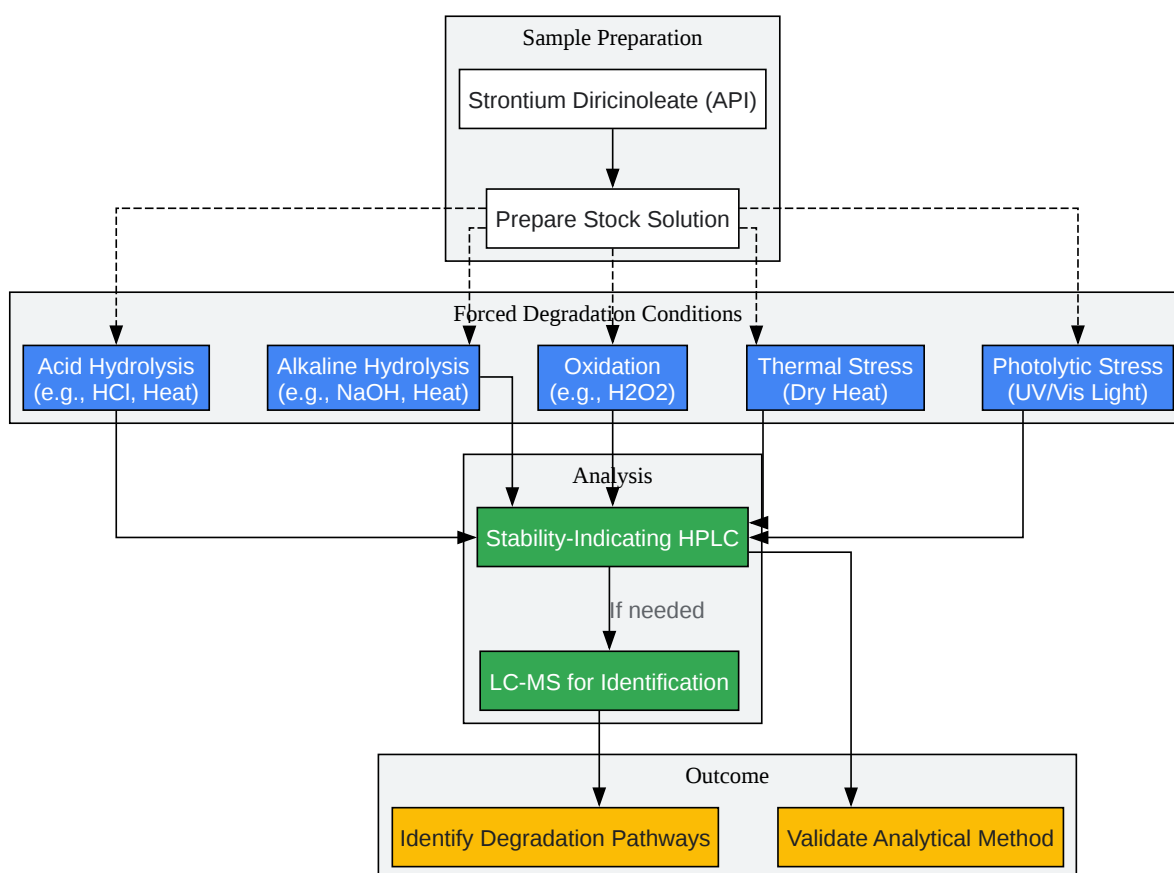 Sample Preparation
Strontium Diricinoleate (API)
Prepare Stock Solution
Forced Degradation Conditions
Acid Hydrolysis
(e.g., HCl, Heat)
Alkaline Hydrolysis
(e.g., NaOH, Heat)
Oxidation
(e.g., H2O2)
Thermal Stress
(Dry Heat)
Photolytic Stress
(UV/Vis Light)
Analysis
Stability-Indicating HPLC
If needed
LC-MS for Identification
Outcome
Identify Degradation Pathways
Validate Analytical Method